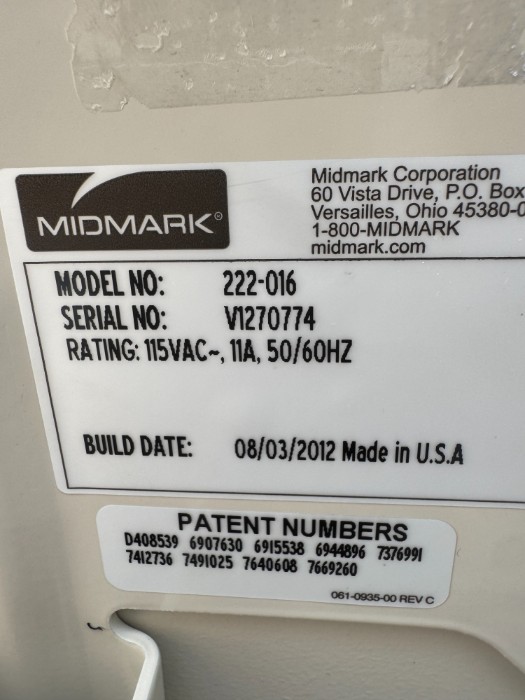 MIDMARK®
Midmark Corporation
60 Vista Drive, P.O. Box
Versailles, Ohio 45380-0
1-800-MIDMARK
midmark.com
MODEL NO: 222-016
SERIAL NO: V1270774
RATING: 115VAC~, 11A, 50/60HZ
BUILD DATE: 08/03/2012 Made in U.S.A
PATENT NUMBERS
D408539 6907630 6915538 6944896 7376991
7412736 7491025 7640608 7669260
061-0935-00 REV C